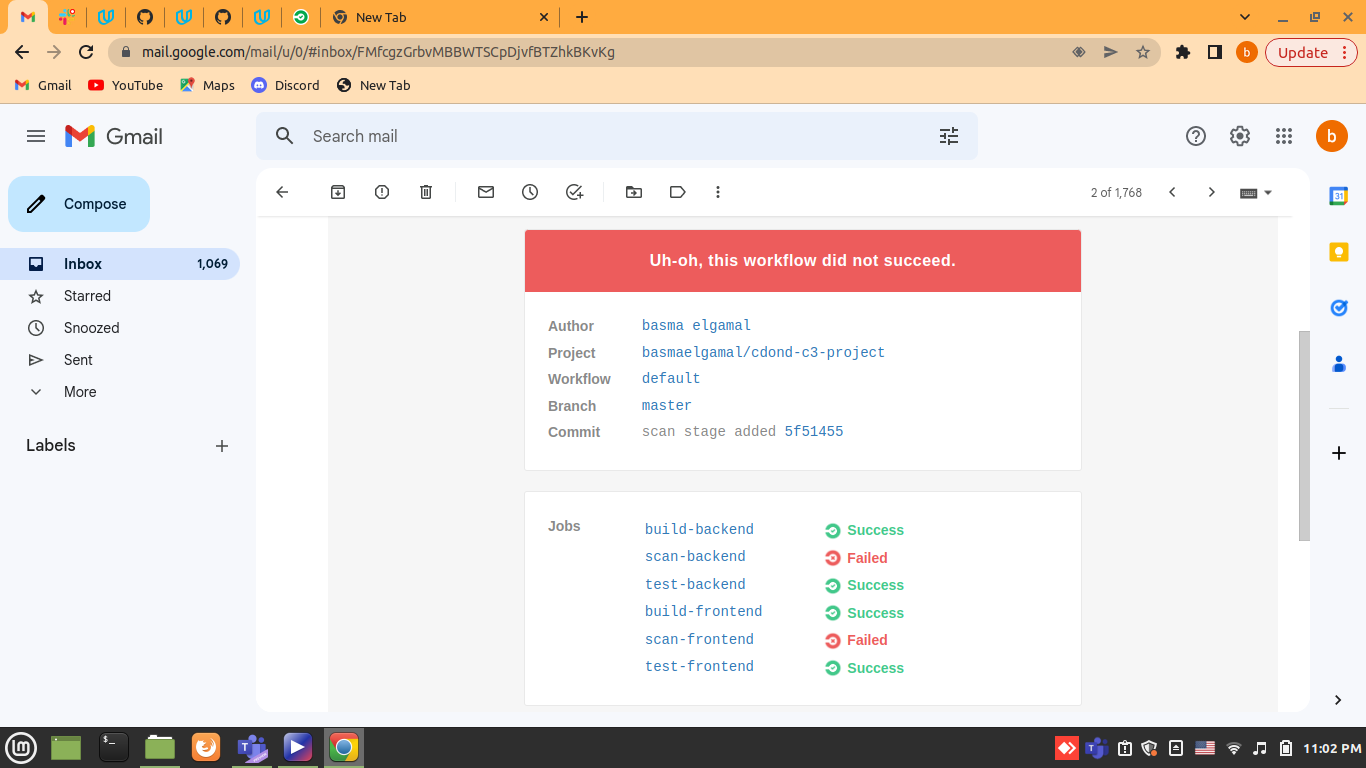 New Tab
mail.google.com/mail/u/0/#inbox/FMfcgzGrbvMBBWTSCpDjvfBTZhkBKvKg
b
Update
Gmail
YouTube
Maps
Discord
New Tab
Gmail
Search mail
b
Compose
2 of 1,768
31
Inbox
1,069
Starred
Snoozed
Sent
More
Labels
Uh-oh, this workflow did not succeed.
Author basma elgamal
Project basmaelgamal/cdond-c3-project
Workflow default
Branch master
Commit scan stage added 5f51455
Jobs build-backend Success
scan-backend Failed
test-backend Success
build-frontend Success
scan-frontend Failed
test-frontend Success
11:02 PM